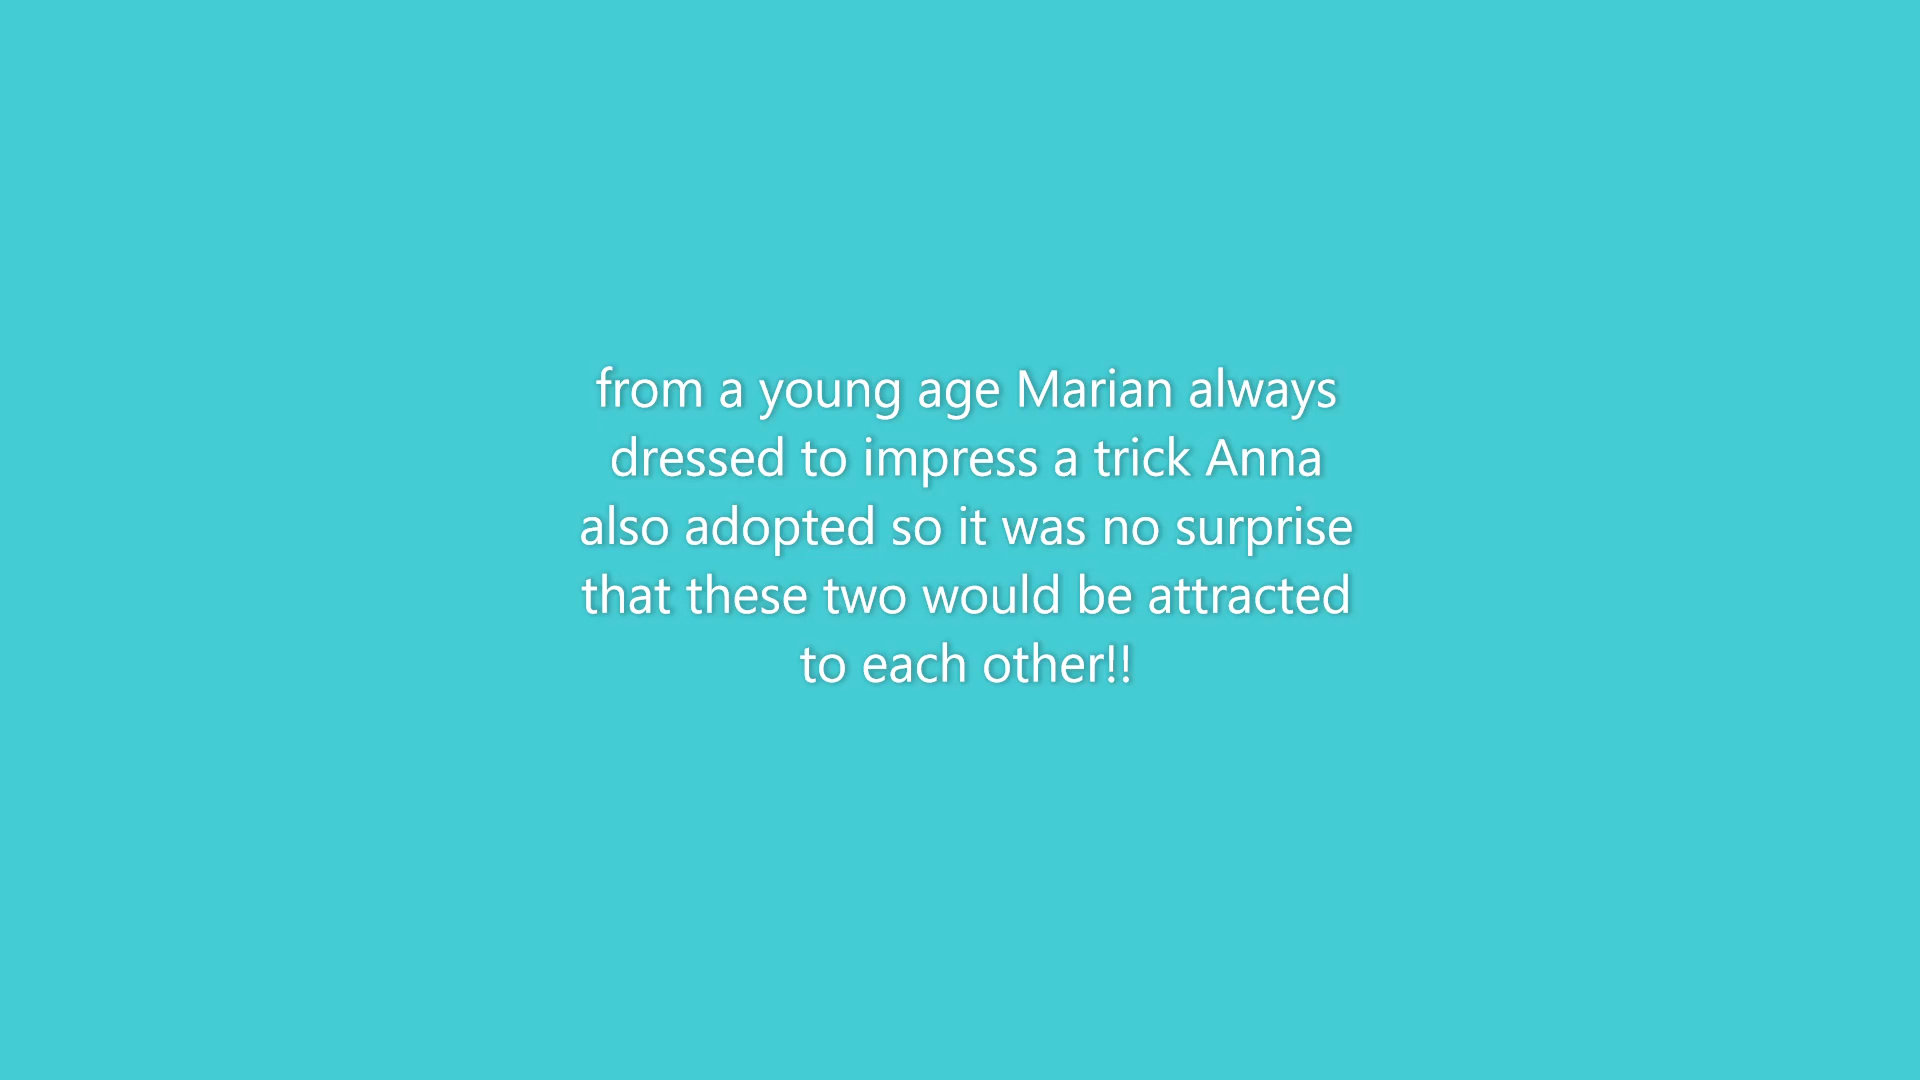 from a young age Marian always
dressed to impress a trick Anna
also adopted so it was no surprise
that these two would be attracted
to each other!!